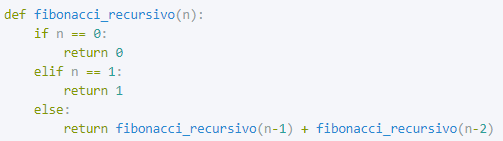 def fibonacci_recursivo(n):
    if n == 0:
        return 0
    elif n == 1:
        return 1
    else:
        return fibonacci_recursivo(n-1) + fibonacci_recursivo(n-2)